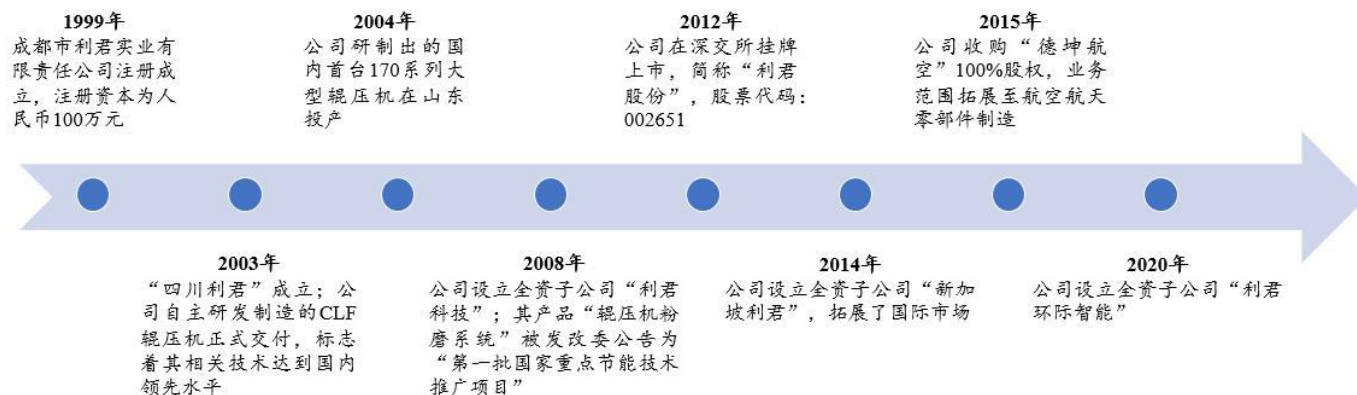 1999年
成都市利君实业有
限责任公司注册成
立，注册资本为人
民币100万元
2004年
公司研制出的国
内首台170系列大
型辊压机在山东
投产
2012年
公司在深交所挂牌
上市，简称“利君
股份”，股票代码：
002651
2015年
公司收购“德坤航
空”100%股权，业务
范围拓展至航空航天
零部件制造
2003年
“四川利君”成立；公
司自主研发制造的CLF
辊压机正式交付，标志
着其相关技术达到国内
领先水平
2008年
公司设立全资子公司“利君
科技”；其产品“辊压机粉
磨系统”被发改委公告为
“第一批国家重点节能技术
推广项目”
2014年
公司设立全资子公司“新加
坡利君”，拓展了国际市场
2020年
公司设立全资子公司“利君
环际智能”